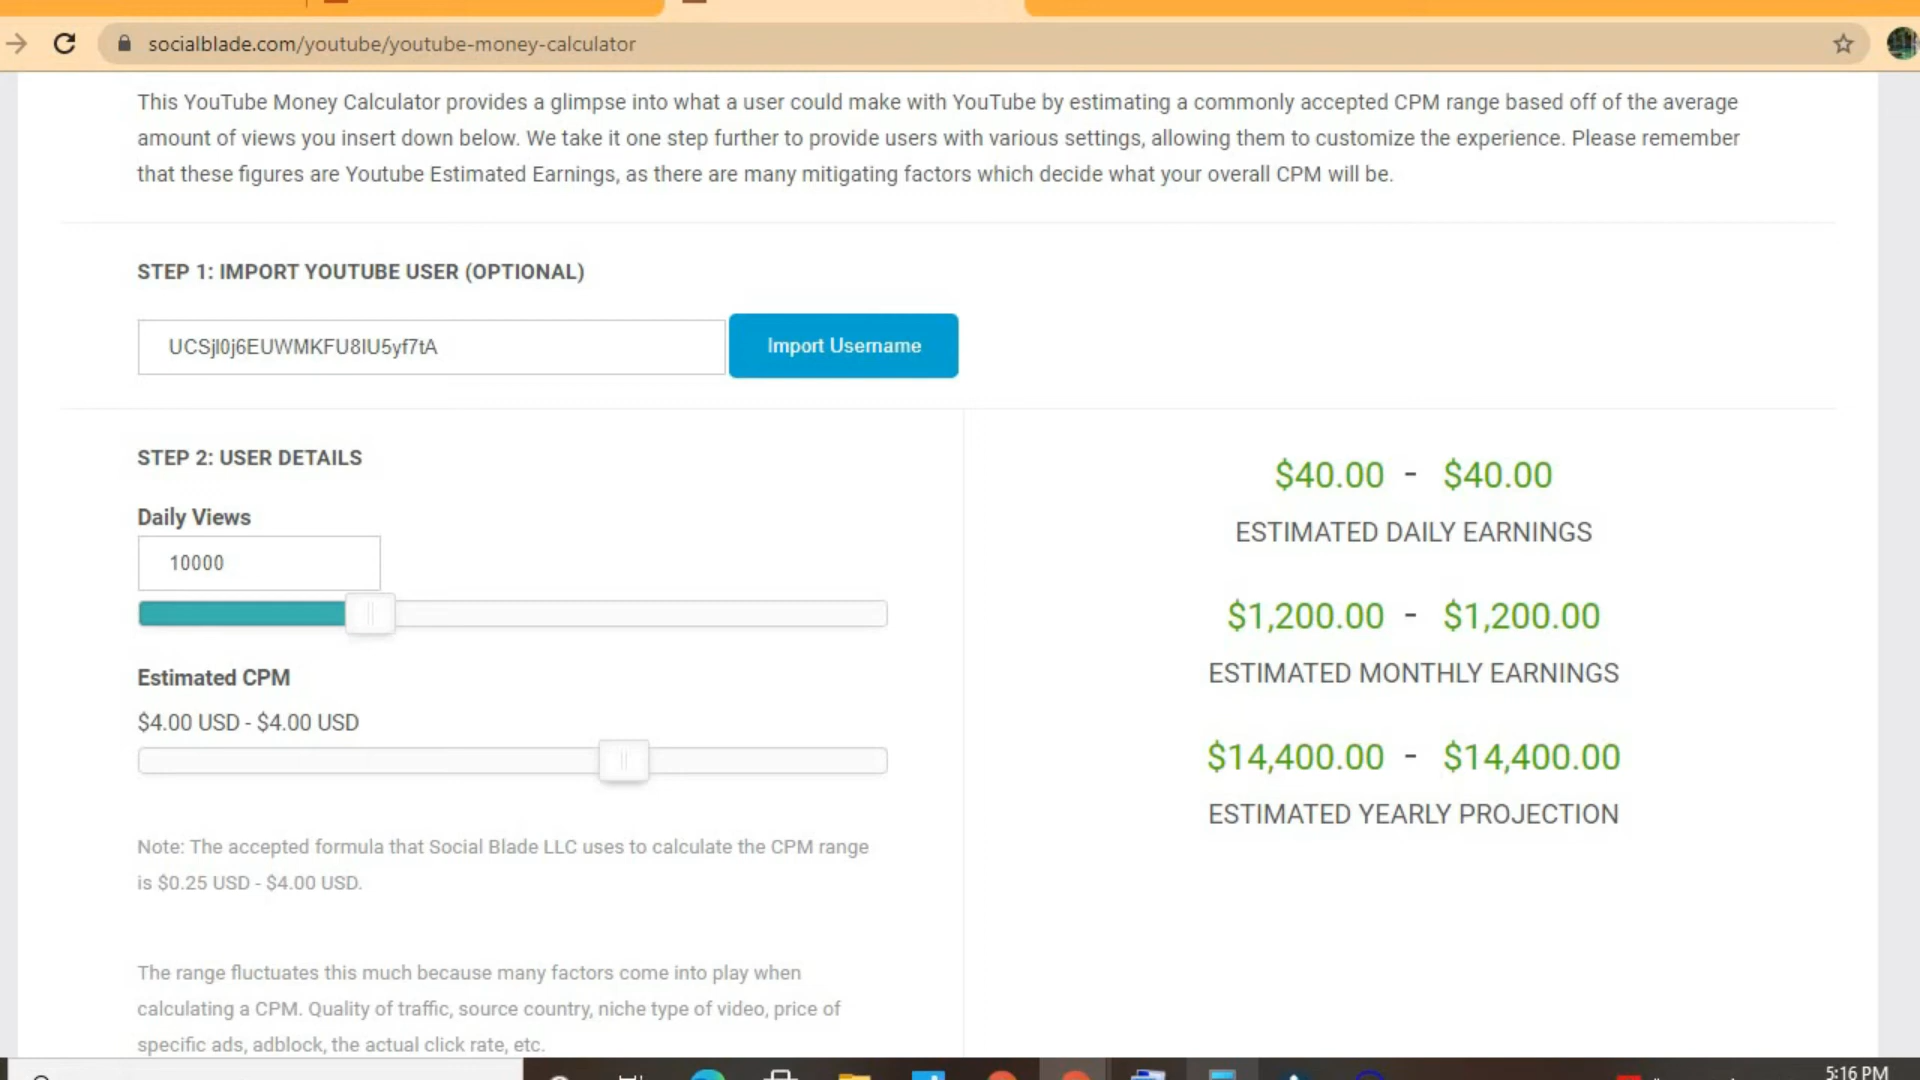 socialblade.com/youtube/youtube-money-calculator
This YouTube Money Calculator provides a glimpse into what a user could make with YouTube by estimating a commonly accepted CPM range based off of the average
amount of views you insert down below. We take it one step further to provide users with various settings, allowing them to customize the experience. Please remember
that these figures are Youtube Estimated Earnings, as there are many mitigating factors which decide what your overall CPM will be.
STEP 1: IMPORT YOUTUBE USER (OPTIONAL)
UCSjl0j6EUWMKFU8IU5yf7tA
Import Username
STEP 2: USER DETAILS
Daily Views
10000
Estimated CPM
$4.00 USD - $4.00 USD
Note: The accepted formula that Social Blade LLC uses to calculate the CPM range
is $0.25 USD - $4.00 USD.
The range fluctuates this much because many factors come into play when
calculating a CPM. Quality of traffic, source country, niche type of video, price of
specific ads, adblock, the actual click rate, etc.
$40.00 - $40.00
ESTIMATED DAILY EARNINGS
$1,200.00 - $1,200.00
ESTIMATED MONTHLY EARNINGS
$14,400.00 - $14,400.00
ESTIMATED YEARLY PROJECTION
5:16 PM